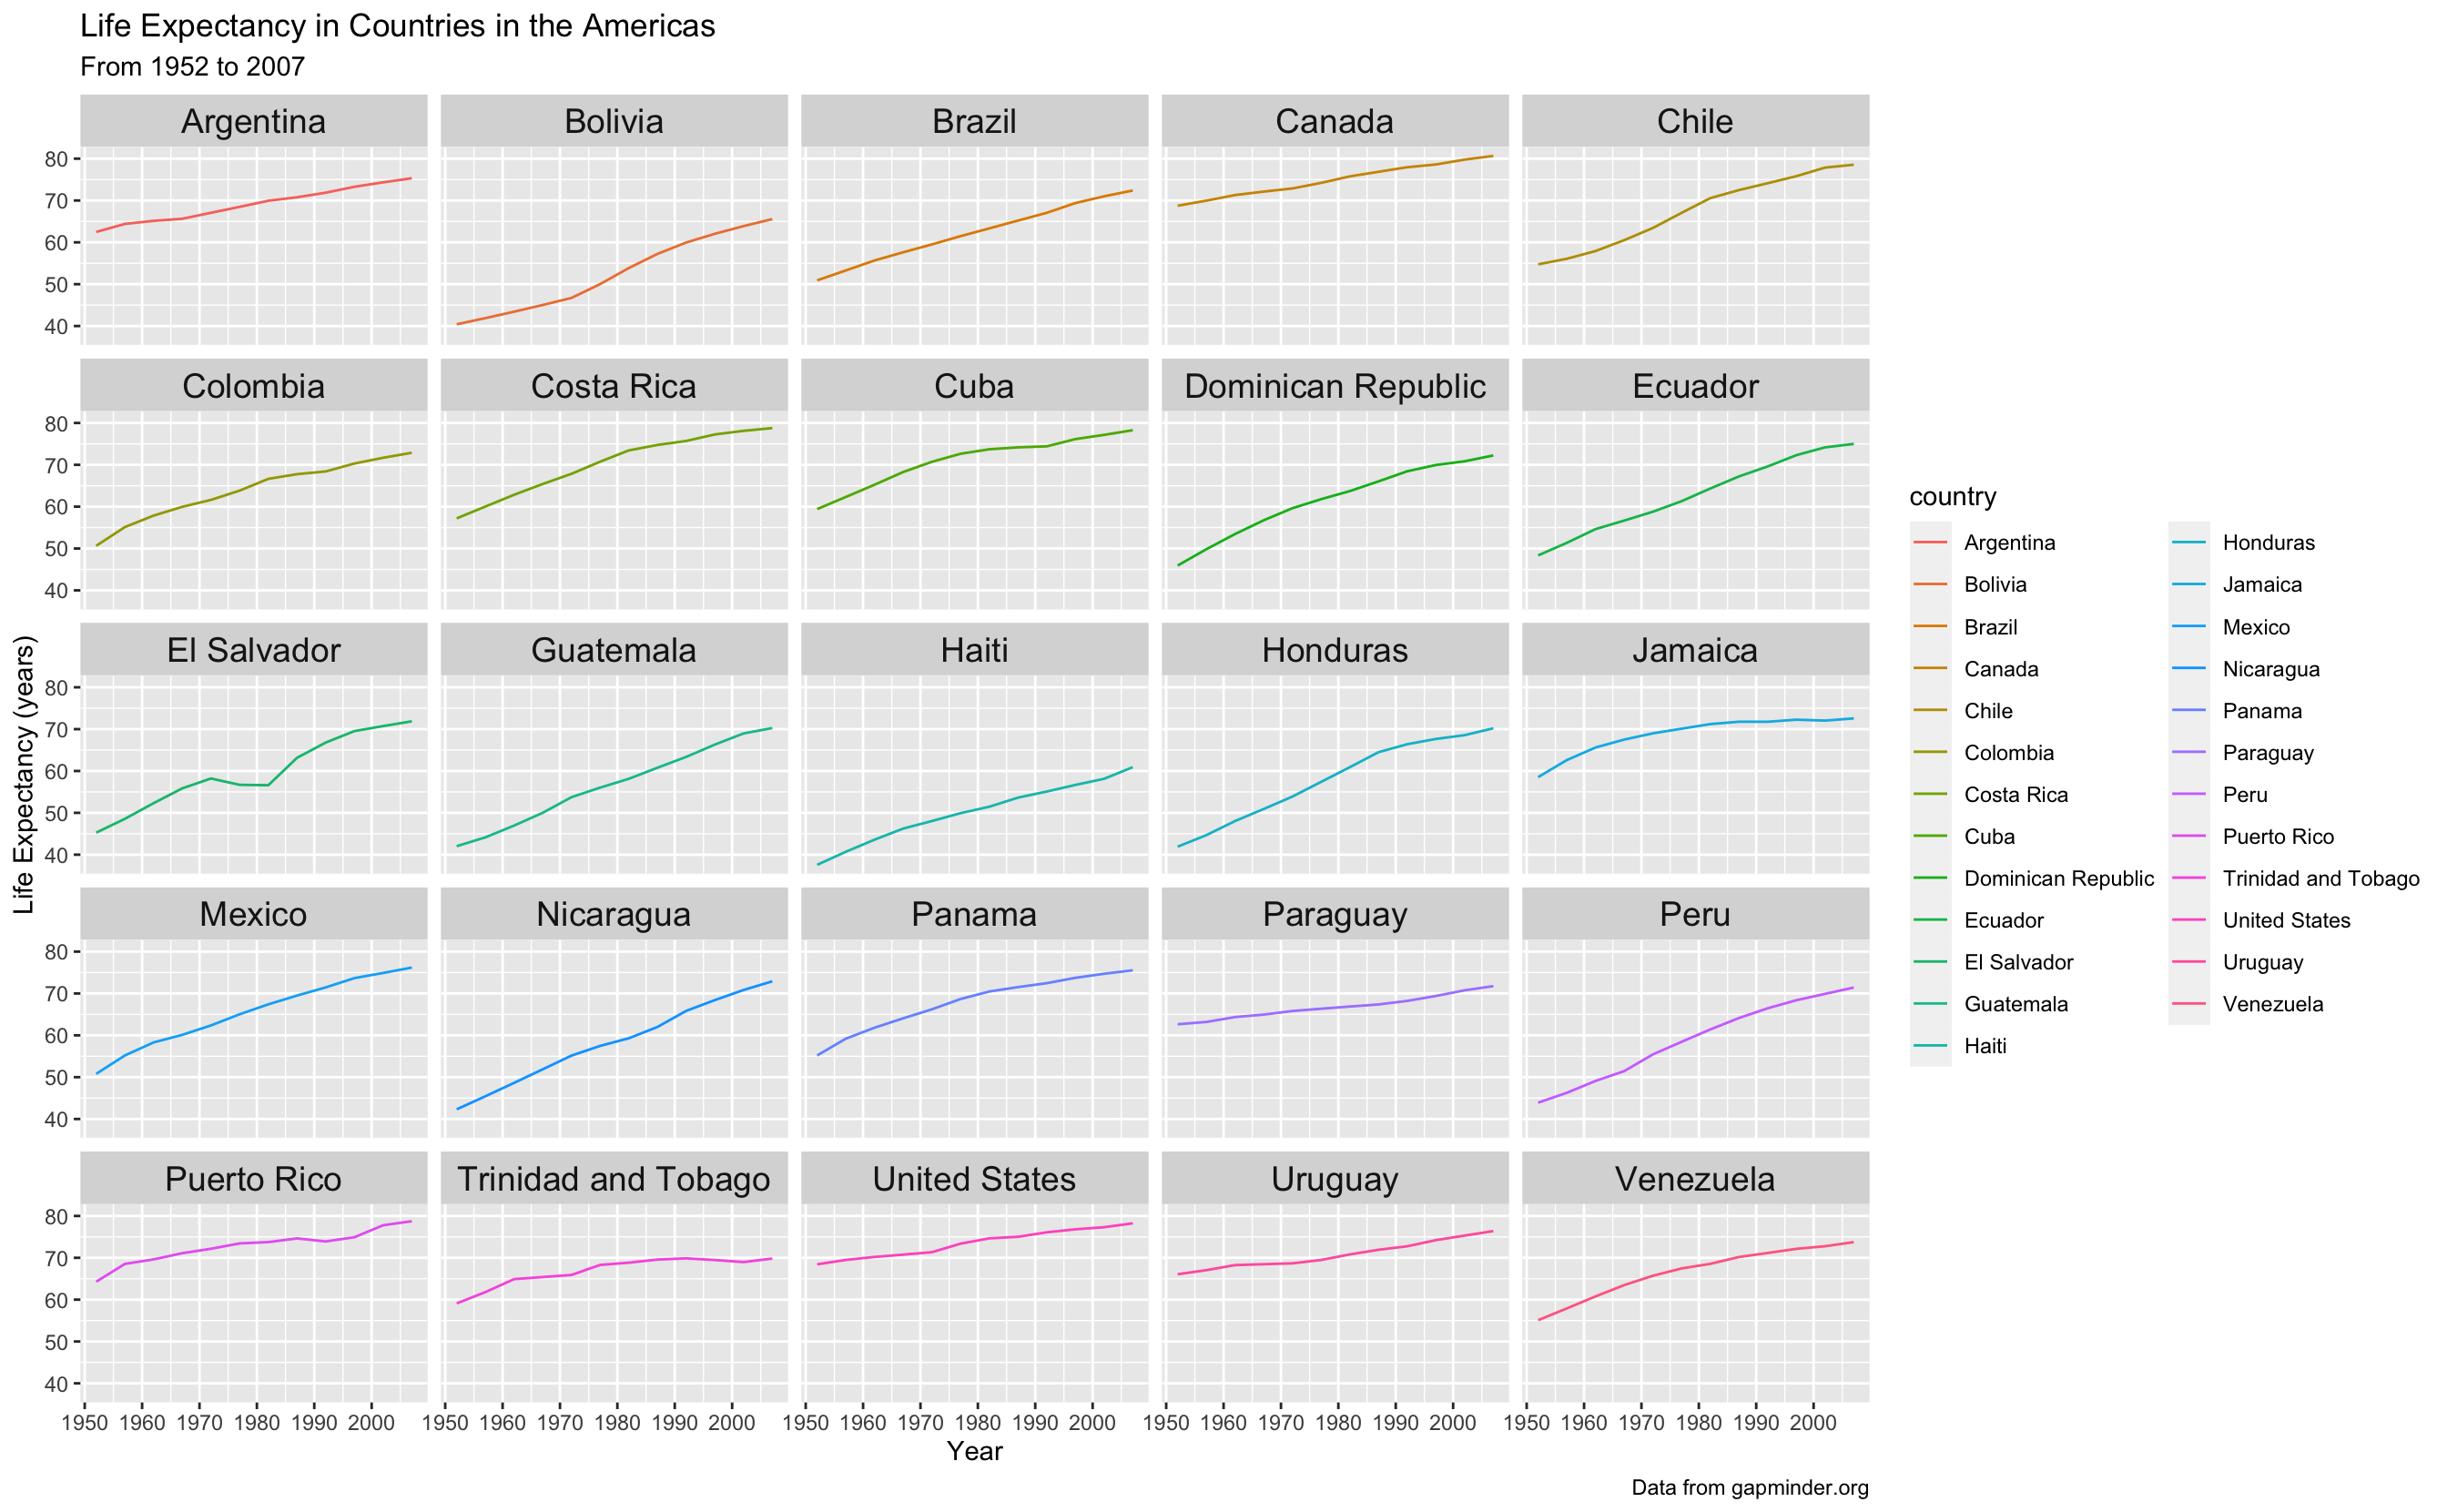 Life Expectancy in Countries in the Americas
From 1952 to 2007
Argentina Bolivia Brazil Canada Chile
80
70
60
50
40
Colombia Costa Rica Cuba Dominican Republic Ecuador
80
70
60
50
40
El Salvador Guatemala Haiti Honduras Jamaica
80
70
60
50
40
Mexico Nicaragua Panama Paraguay Peru
80
70
60
50
40
Puerto Rico Trinidad and Tobago United States Uruguay Venezuela
80
70
60
50
40
1950 1960 1970 1980 1990 2000 1950 1960 1970 1980 1990 2000 1950 1960 1970 1980 1990 2000 1950 1960 1970 1980 1990 2000 1950 1960 1970 1980 1990 2000
Year
Life Expectancy (years)
country
Argentina
Bolivia
Brazil
Canada
Chile
Colombia
Costa Rica
Cuba
Dominican Republic
Ecuador
El Salvador
Guatemala
Haiti
Honduras
Jamaica
Mexico
Nicaragua
Panama
Paraguay
Peru
Puerto Rico
Trinidad and Tobago
United States
Uruguay
Venezuela
Data from gapminder.org